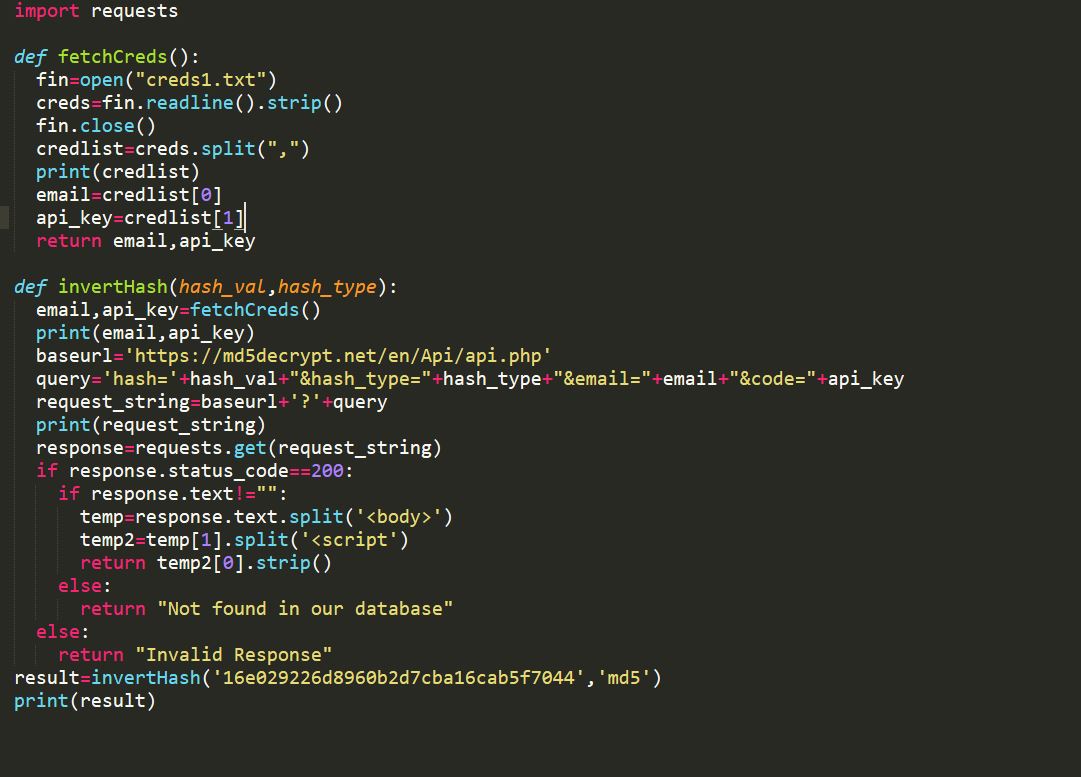 import requests

def fetchCreds():
  fin=open("creds1.txt")
  creds=fin.readline().strip()
  fin.close()
  credlist=creds.split(",")
  print(credlist)
  email=credlist[0]
  api_key=credlist[1]
  return email,api_key

def invertHash(hash_val,hash_type):
  email,api_key=fetchCreds()
  print(email,api_key)
  baseurl='https://md5decrypt.net/en/Api/api.php'
  query='hash='+hash_val+"&hash_type="+hash_type+"&email="+email+"&code="+api_key
  request_string=baseurl+'?'+query
  print(request_string)
  response=requests.get(request_string)
  if response.status_code==200:
    if response.text!="":
      temp=response.text.split('<body>')
      temp2=temp[1].split('<script')
      return temp2[0].strip()
    else:
      return "Not found in our database"
  else:
    return "Invalid Response"
result=invertHash('16e029226d8960b2d7cba16cab5f7044','md5')
print(result)